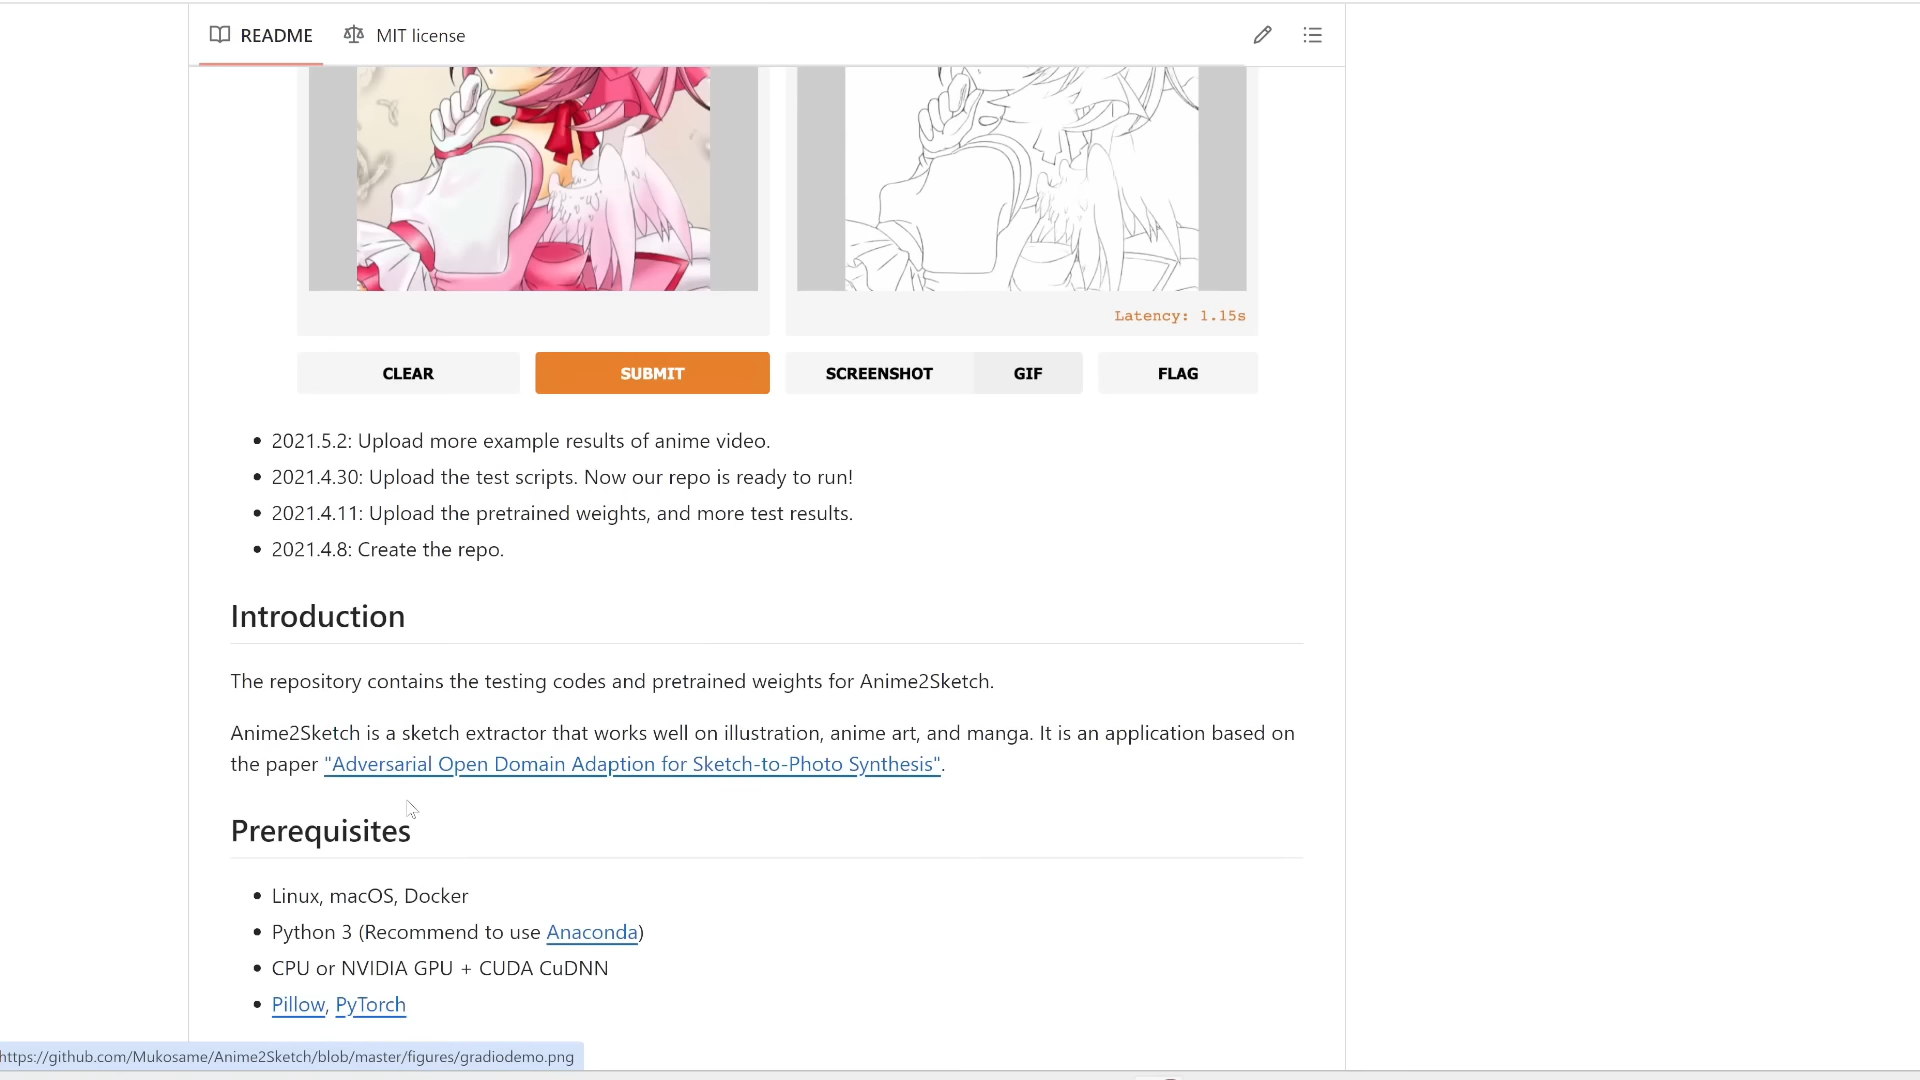 README
MIT license
Latency: 1.15s
CLEAR
SUBMIT
SCREENSHOT
GIF
FLAG
2021.5.2: Upload more example results of anime video.
2021.4.30: Upload the test scripts. Now our repo is ready to run!
2021.4.11: Upload the pretrained weights, and more test results.
2021.4.8: Create the repo.
Introduction
The repository contains the testing codes and pretrained weights for Anime2Sketch.
Anime2Sketch is a sketch extractor that works well on illustration, anime art, and manga. It is an application based on
the paper "Adversarial Open Domain Adaption for Sketch-to-Photo Synthesis".
Prerequisites
Linux, macOS, Docker
Python 3 (Recommend to use Anaconda)
CPU or NVIDIA GPU + CUDA CuDNN
Pillow, PyTorch
https://github.com/Mukosame/Anime2Sketch/blob/master/figures/gradiodemo.png